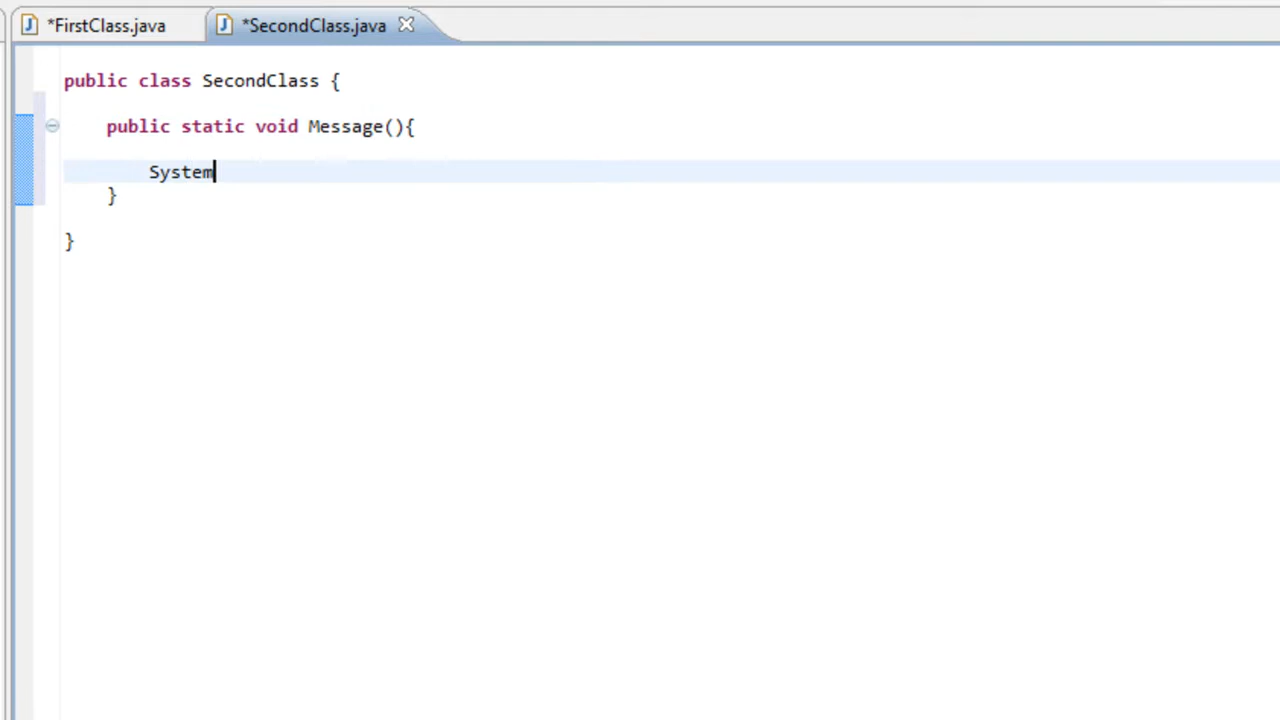 *FirstClass.java
*SecondClass.java
public class SecondClass {
public static void Message(){
System
}
}